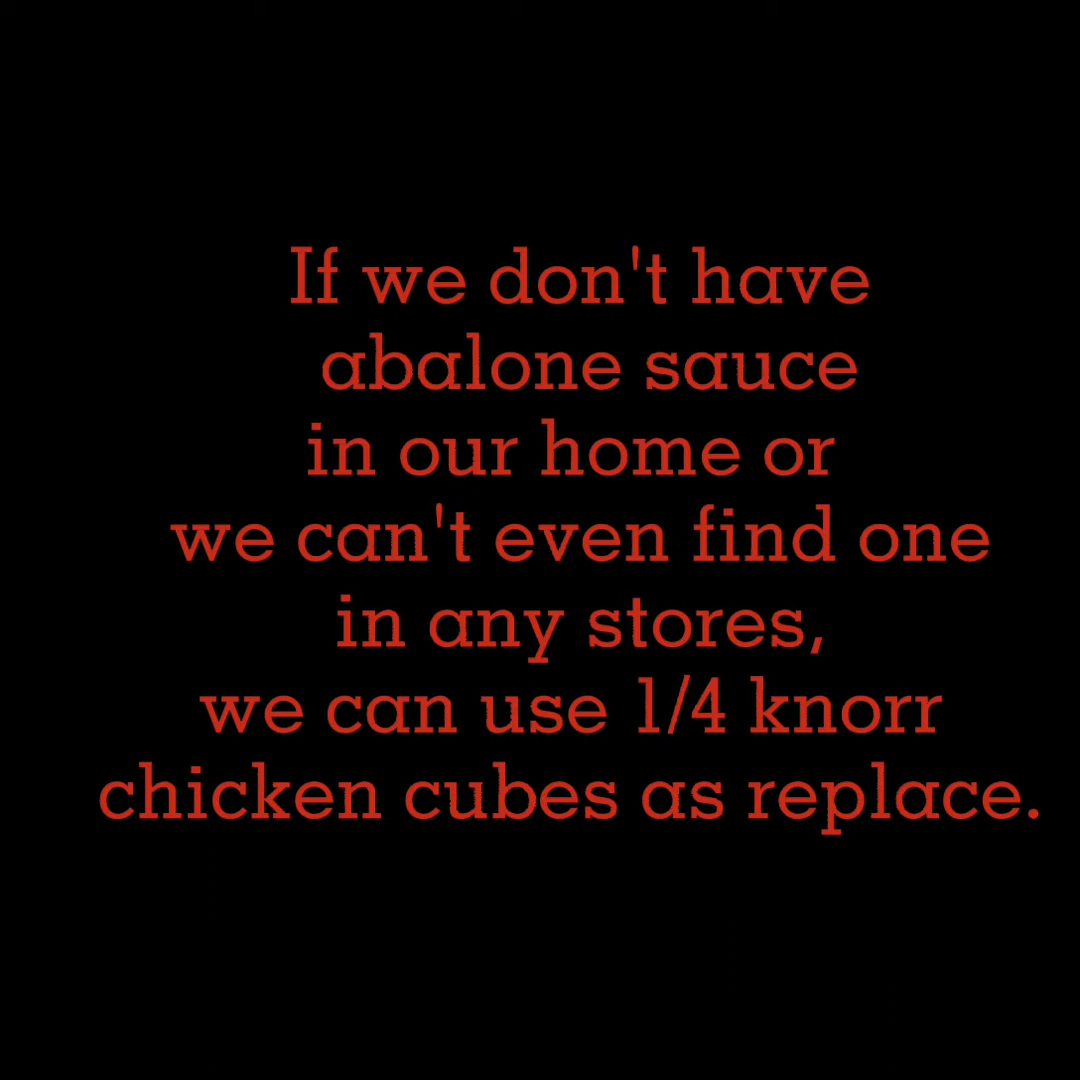 If we don't have
abalone sauce
in our home or
we can't even find one
in any stores,
we can use 1/4 knorr
chicken cubes as replace.